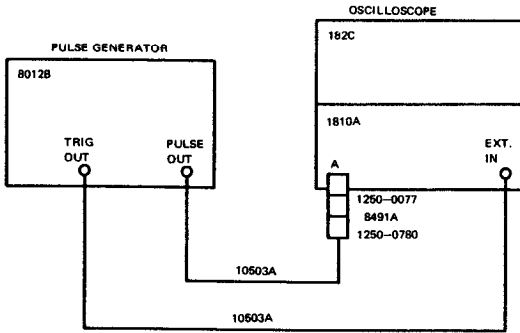 OSCILLOSCOPE
182C
PULSE GENERATOR
8012B
1810A
TRIG
OUT
PULSE
OUT
A
EXT.
IN
1250-0077
8491A
1250-0780
10503A
10503A